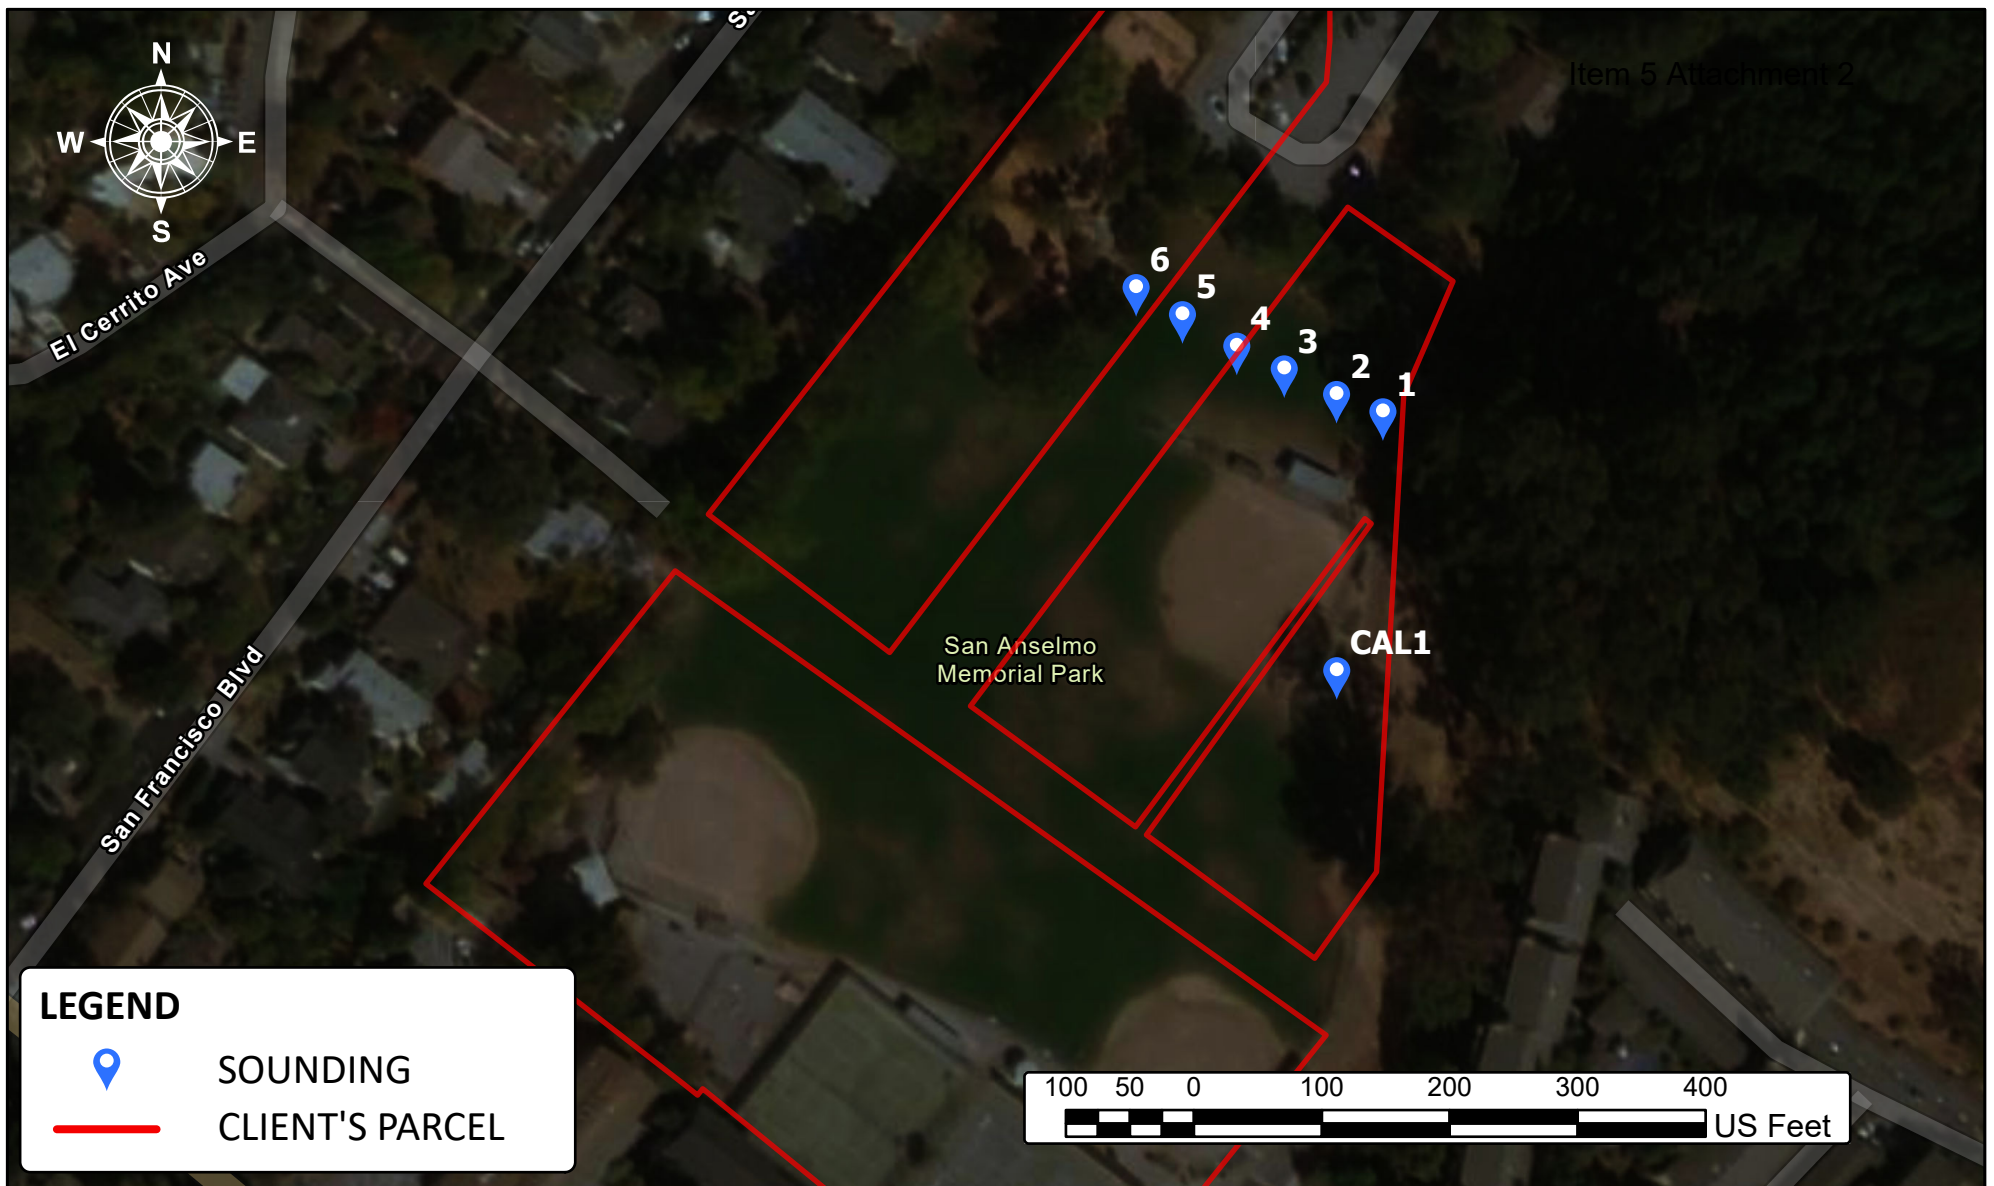 Item 5 Attachment 2
N
W
E
S
El Cerrito Ave
6
5
4
3
2
1
San Anselmo
Memorial Park
CAL1
San Francisco Blvd
LEGEND
SOUNDING
CLIENT'S PARCEL
100 50 0 100 200 300 400
US Feet